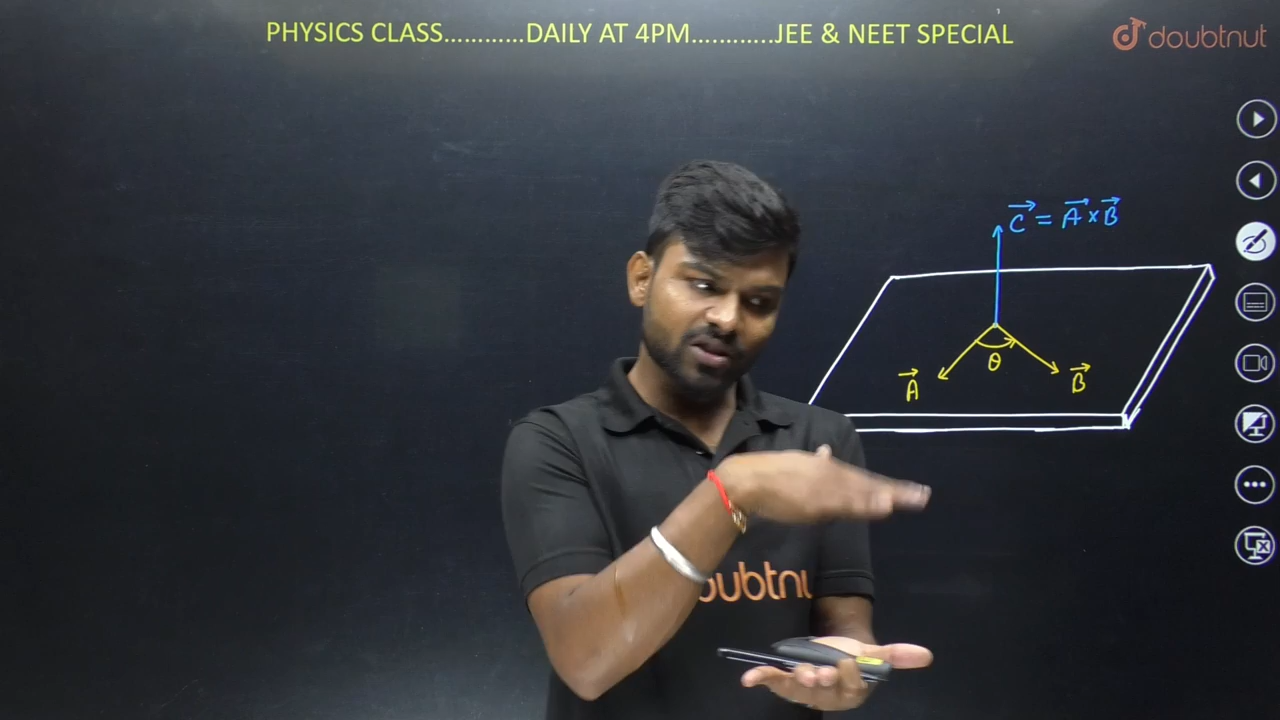 PHYSICS CLASS............DAILY AT 4PM............JEE & NEET SPECIAL
doubtnut
C⃗ = A⃗ × B⃗
θ
A⃗
B⃗
oubtnu